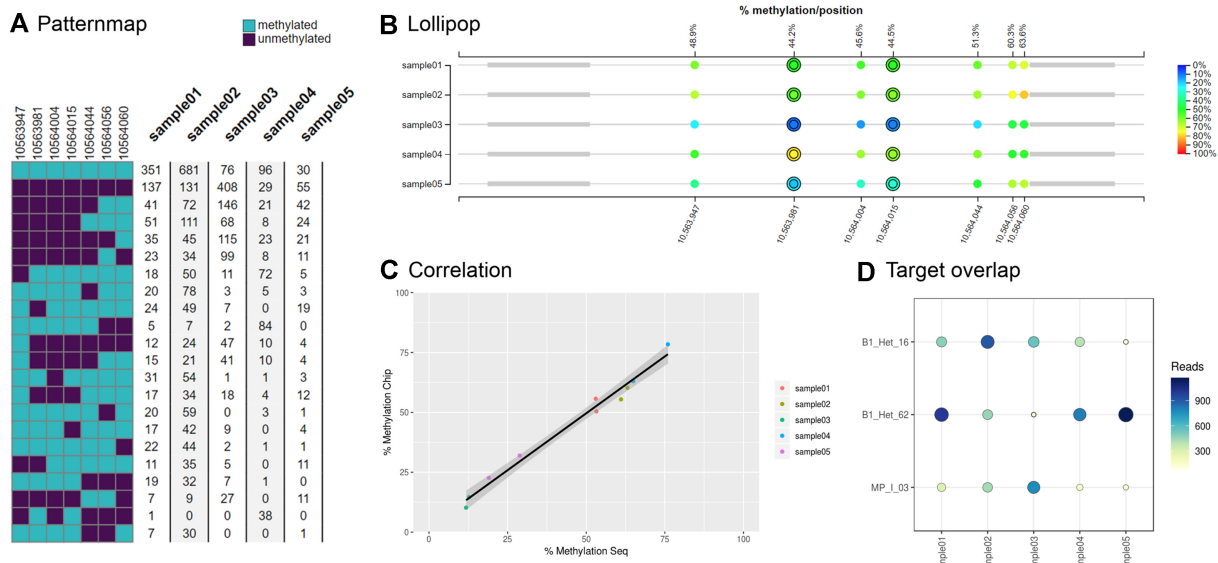 A Patternmap
methylated
unmethylated
10563947
10563981
10564004
10564015
10564044
10564056
10564060
sample01
sample02
sample03
sample04
sample05
351 681 76 96 30
137 131 408 29 55
41 72 146 21 42
51 111 68 8 24
35 45 115 23 21
23 34 99 8 11
18 50 11 72 5
20 78 3 5 3
24 49 7 0 19
5 7 2 84 0
12 24 47 10 4
15 21 41 10 4
31 54 1 1 3
17 34 18 4 12
20 59 0 3 1
17 42 9 0 4
22 44 2 1 1
11 35 5 0 11
19 32 7 1 0
7 9 27 0 11
1 0 0 38 0
7 30 0 0 1
B Lollipop
% methylation/position
48.9%
44.2%
45.6%
44.5%
51.3%
60.3%
63.6%
sample01
sample02
sample03
sample04
sample05
10,563,947
10,563,981
10,564,004
10,564,015
10,564,044
10,564,056
10,564,060
0%
10%
20%
30%
40%
50%
60%
70%
80%
90%
100%
C Correlation
% Methylation Chip
100
75
50
25
0
0 25 50 75 100
% Methylation Seq
sample01
sample02
sample03
sample04
sample05
D Target overlap
B1_Het_16
B1_Het_62
MP_I_03
nple01
nple02
nple03
nple04
nple05
Reads
900
600
300